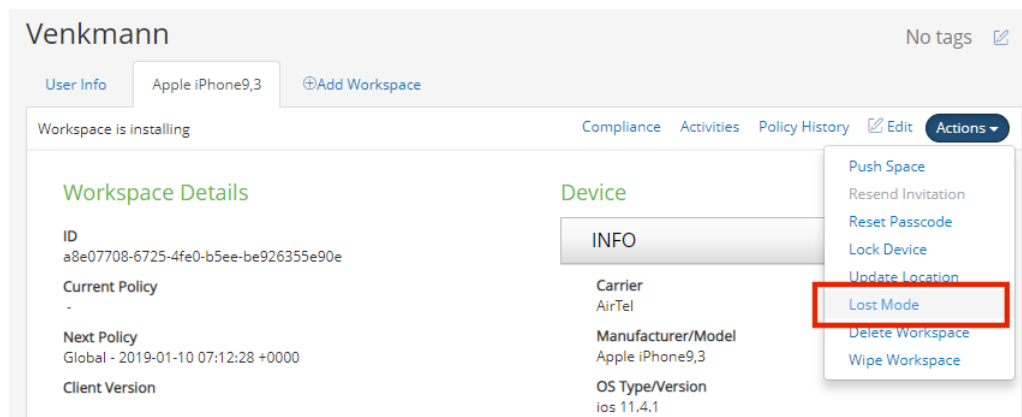 Venkmann
No tags
User Info
Apple iPhone9,3
Add Workspace
Workspace is installing
Compliance
Activities
Policy History
Edit
Actions
Push Space
Resend Invitation
Reset Passcode
Lock Device
Update Location
Lost Mode
Delete Workspace
Wipe Workspace
Workspace Details
ID
a8e07708-6725-4fe0-b5ee-be926355e90e
Current Policy
-
Next Policy
Global - 2019-01-10 07:12:28 +0000
Client Version
Device
INFO
Carrier
AirTel
Manufacturer/Model
Apple iPhone9,3
OS Type/Version
ios 11.4.1